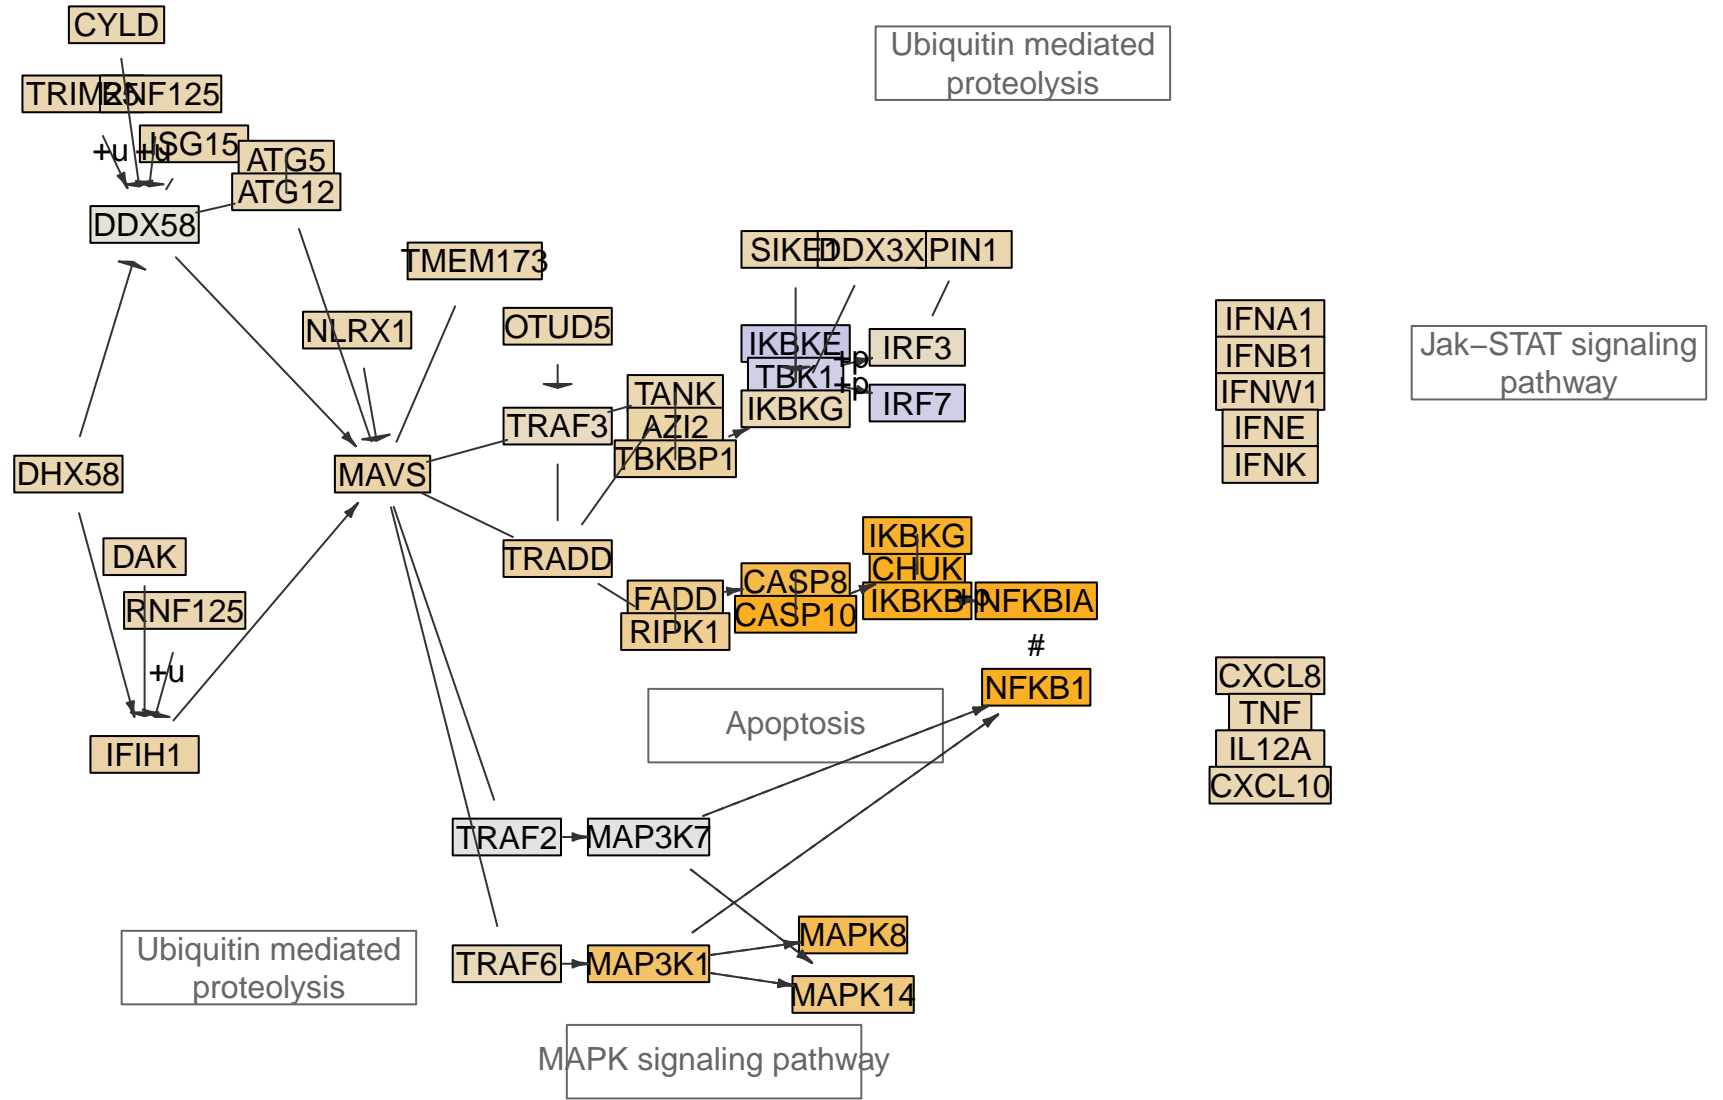 CYLD
Ubiquitin mediated
proteolysis
TRIM25
RNF125
ISG15
+u
+u
ATG5
ATG12
DDX58
TMEM173
SIKE1
DDX3X
PIN1
NLRX1
OTUD5
IKBKE
IRF3
+p
TBK1
+p
IKBKG
IRF7
IFNA1
IFNB1
IFNW1
IFNE
IFNK
Jak−STAT signaling
pathway
TRAF3
TANK
AZI2
TBKBP1
DHX58
MAVS
DAK
RNF125
+u
IFIH1
TRADD
FADD
RIPK1
CASP8
CASP10
IKBKG
CHUK
IKBKB
+p
NFKBIA
#
NFKB1
CXCL8
TNF
IL12A
CXCL10
Apoptosis
TRAF2
MAP3K7
MAPK8
TRAF6
MAP3K1
MAPK14
Ubiquitin mediated
proteolysis
MAPK signaling pathway